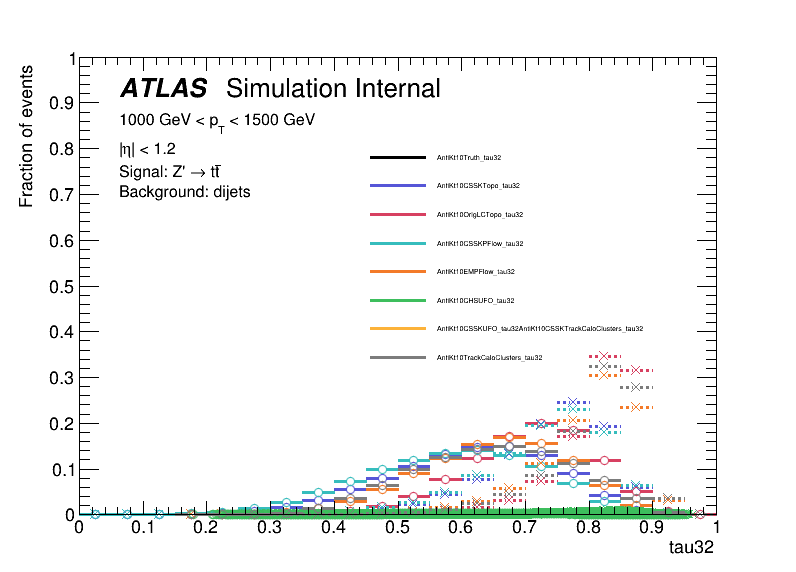 ATLAS Simulation Internal
1000 GeV < p_T < 1500 GeV
|η| < 1.2
Signal: Z' → tt̄
Background: dijets
AntiKt10Truth_tau32
AntiKt10CSSKTopo_tau32
AntiKt10OrigLCTopo_tau32
AntiKt10CSSKPFlow_tau32
AntiKt10EMPFlow_tau32
AntiKt10CHSUFO_tau32
AntiKt10CSSKUFO_tau32AntiKt10CSSKTrackCaloClusters_tau32
AntiKt10TrackCaloClusters_tau32
Fraction of events
1
0.9
0.8
0.7
0.6
0.5
0.4
0.3
0.2
0.1
0
0 0.1 0.2 0.3 0.4 0.5 0.6 0.7 0.8 0.9 1
tau32